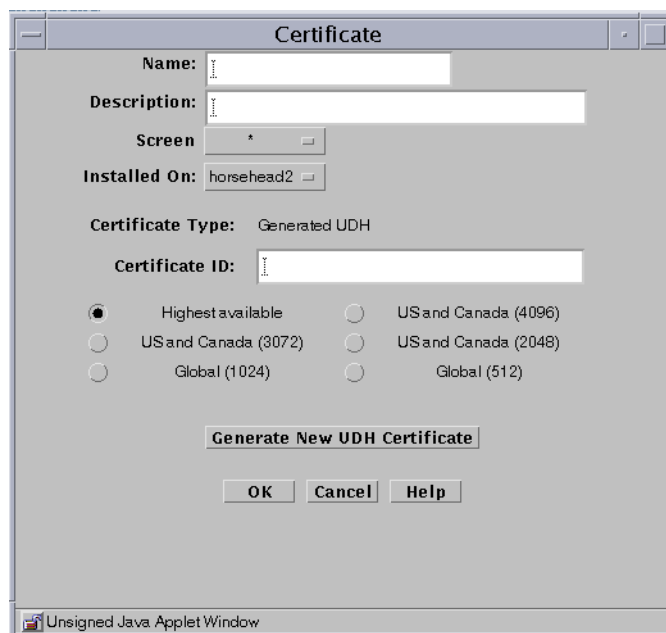 Certificate
Name:
Description:
Screen *
Installed On: horsehead2
Certificate Type: Generated UDH
Certificate ID:
Highest available US and Canada (4096)
US and Canada (3072) US and Canada (2048)
Global (1024) Global (512)
Generate New UDH Certificate
OK Cancel Help
Unsigned Java Applet Window